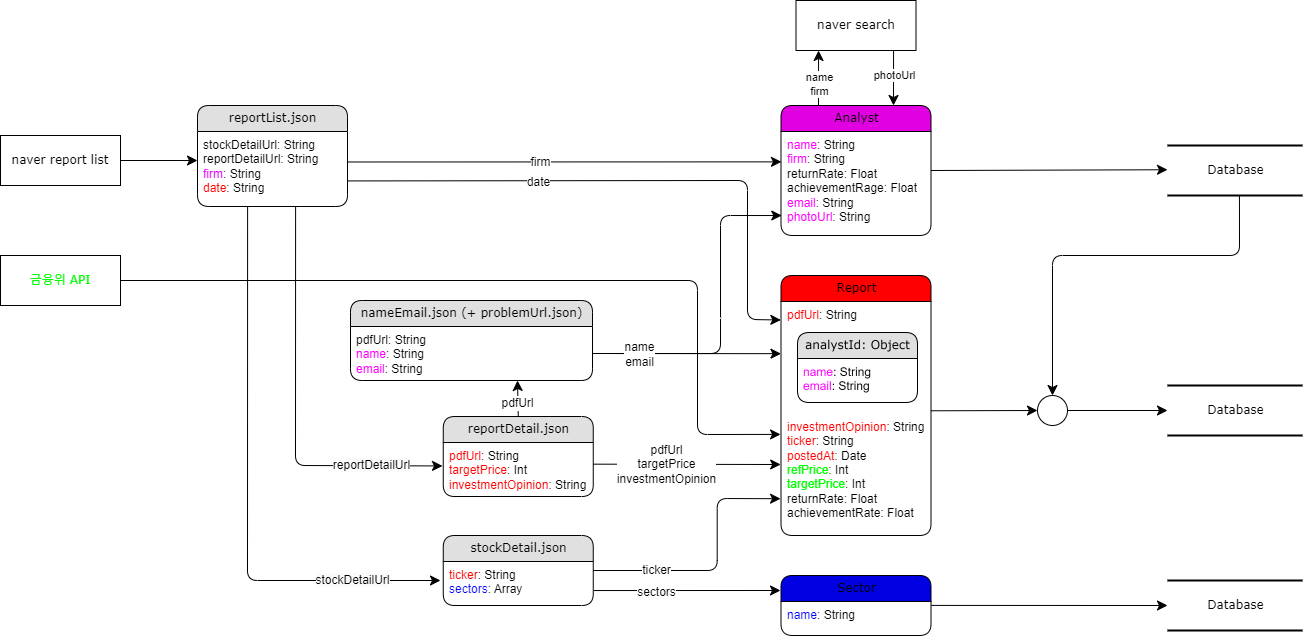 naver search
name
firm
photoUrl
reportList.json
stockDetailUrl: String
reportDetailUrl: String
firm: String
date: String
naver report list
firm
date
Analyst
name: String
firm: String
returnRate: Float
achievementRage: Float
email: String
photoUrl: String
Database
금융위 API
nameEmail.json (+ problemUrl.json)
pdfUrl: String
name: String
email: String
name
email
pdfUrl
Report
pdfUrl: String
analystId: Object
name: String
email: String
investmentOpinion: String
ticker: String
postedAt: Date
refPrice: Int
targetPrice: Int
returnRate: Float
achievementRate: Float
Database
reportDetail.json
pdfUrl: String
targetPrice: Int
investmentOpinion: String
reportDetailUrl
pdfUrl
targetPrice
investmentOpinion
stockDetail.json
ticker: String
sectors: Array
stockDetailUrl
ticker
sectors
Sector
name: String
Database